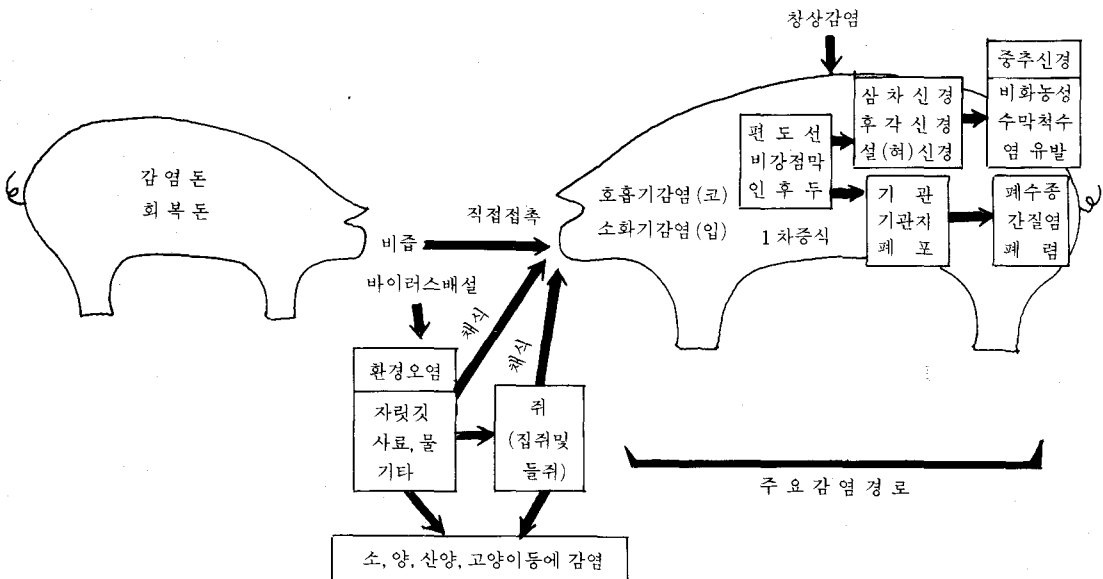 창상감염
중추신경
비화농성
수막척수
염 유발
삼 차 신 경
후 각 신 경
설(혀)신경
편 도 선
비강점막
인 후 두
기 관
기관지
폐 포
폐수종
간질염
폐 렴
감 염 돈
회 복 돈
호흡기감염(코)
소화기감염(입)
1차증식
직접접촉
비즙
바이러스배설
채식
채식
환경오염
자릿깃
사료, 물
기타
쥐
(집쥐및
들쥐)
주 요 감 염 경 로
소, 양, 산양, 고양이등에 감염